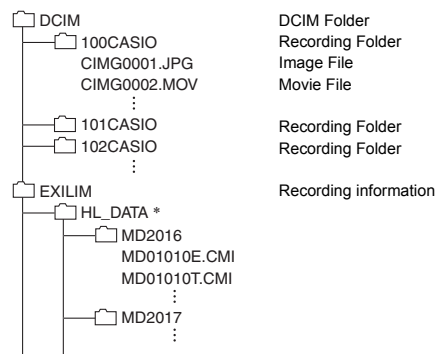 DCIM DCIM Folder
100CASIO Recording Folder
CIMG0001.JPG Image File
CIMG0002.MOV Movie File
101CASIO Recording Folder
102CASIO Recording Folder
EXILIM Recording information
HL_DATA *
MD2016
MD01010E.CMI
MD01010T.CMI
MD2017